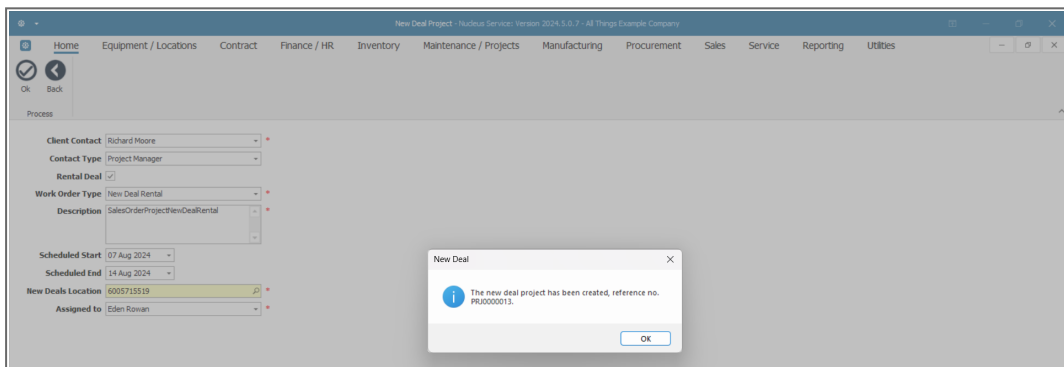 New Deal Project - Nucleus Service: Version 2024.5.0.7 - All Things Example Company
Home Equipment / Locations Contract Finance / HR Inventory Maintenance / Projects Manufacturing Procurement Sales Service Reporting Utilities
Ok Back
Process
Client Contact Richard Moore *
Contact Type Project Manager
Rental Deal
Work Order Type New Deal Rental *
Description SalesOrderProjectNewDealRental *
Scheduled Start 07 Aug 2024
Scheduled End 14 Aug 2024
New Deals Location 6005715519 *
Assigned to Eden Rowan *
New Deal
The new deal project has been created, reference no.
PRJ0000013.
OK